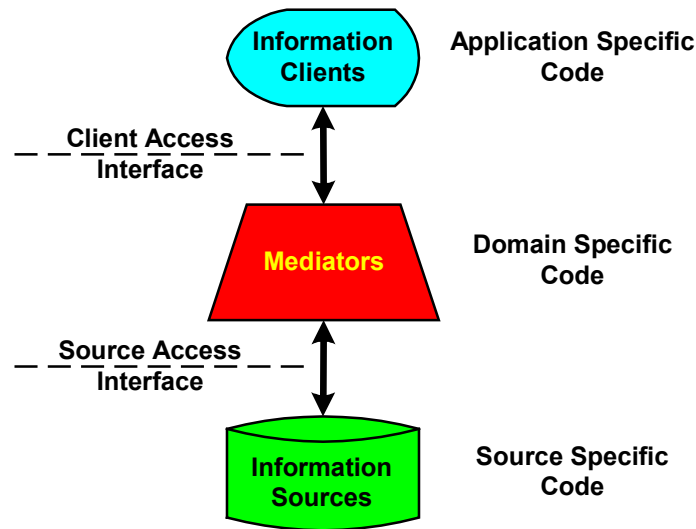 Information
Clients
Application Specific
Code
Client Access
Interface
Mediators
Domain Specific
Code
Source Access
Interface
Information
Sources
Source Specific
Code